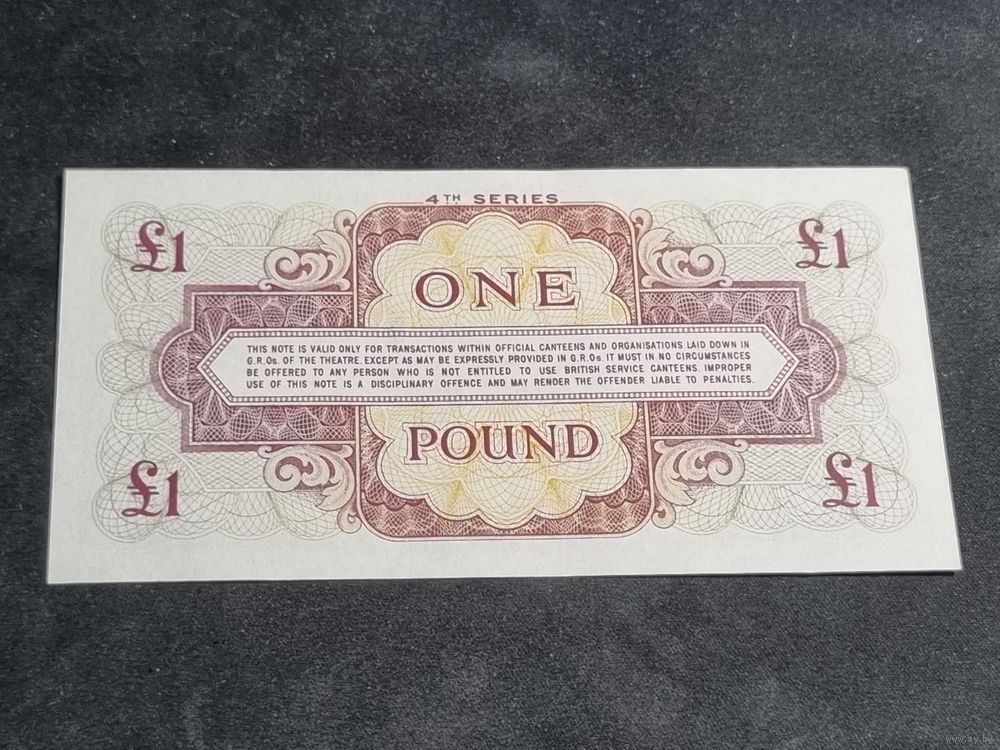 4TH SERIES
£1 £1
ONE
THIS NOTE IS VALID ONLY FOR TRANSACTIONS WITHIN OFFICIAL CANTEENS AND ORGANISATIONS LAID DOWN IN
G.R.Os. OF THE THEATRE. EXCEPT AS MAY BE EXPRESSLY PROVIDED IN G.R.Os. IT MUST IN NO CIRCUMSTANCES
BE OFFERED TO ANY PERSON WHO IS NOT ENTITLED TO USE BRITISH SERVICE CANTEENS. IMPROPER
USE OF THIS NOTE IS A DISCIPLINARY OFFENCE AND MAY RENDER THE OFFENDER LIABLE TO PENALTIES.
POUND
£1 £1
www.ay.by